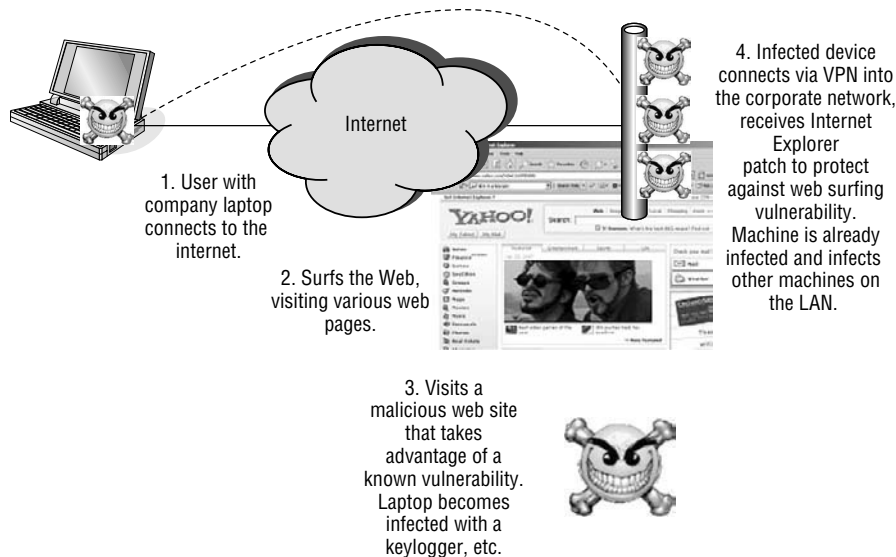 Internet
1. User with
company laptop
connects to the
internet.
2. Surfs the Web,
visiting various web
pages.
YAHOO!
Search:
3. Visits a
malicious web site
that takes
advantage of a
known vulnerability.
Laptop becomes
infected with a
keylogger, etc.
4. Infected device
connects via VPN into
the corporate network,
receives Internet
Explorer
patch to protect
against web surfing
vulnerability.
Machine is already
infected and infects
other machines on
the LAN.